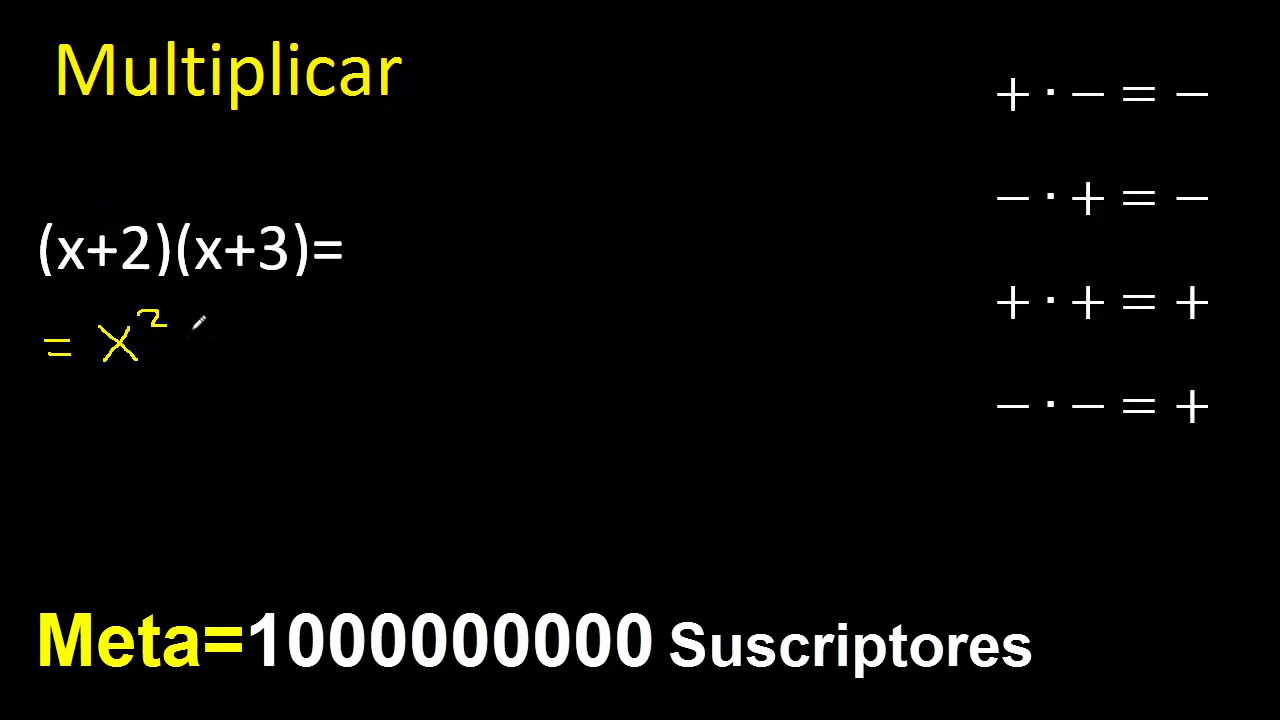 Multiplicar
(x+2)(x+3)=
= x²
+ · − = −
− · + = −
+ · + = +
− · − = +
Meta=1000000000 Suscriptores